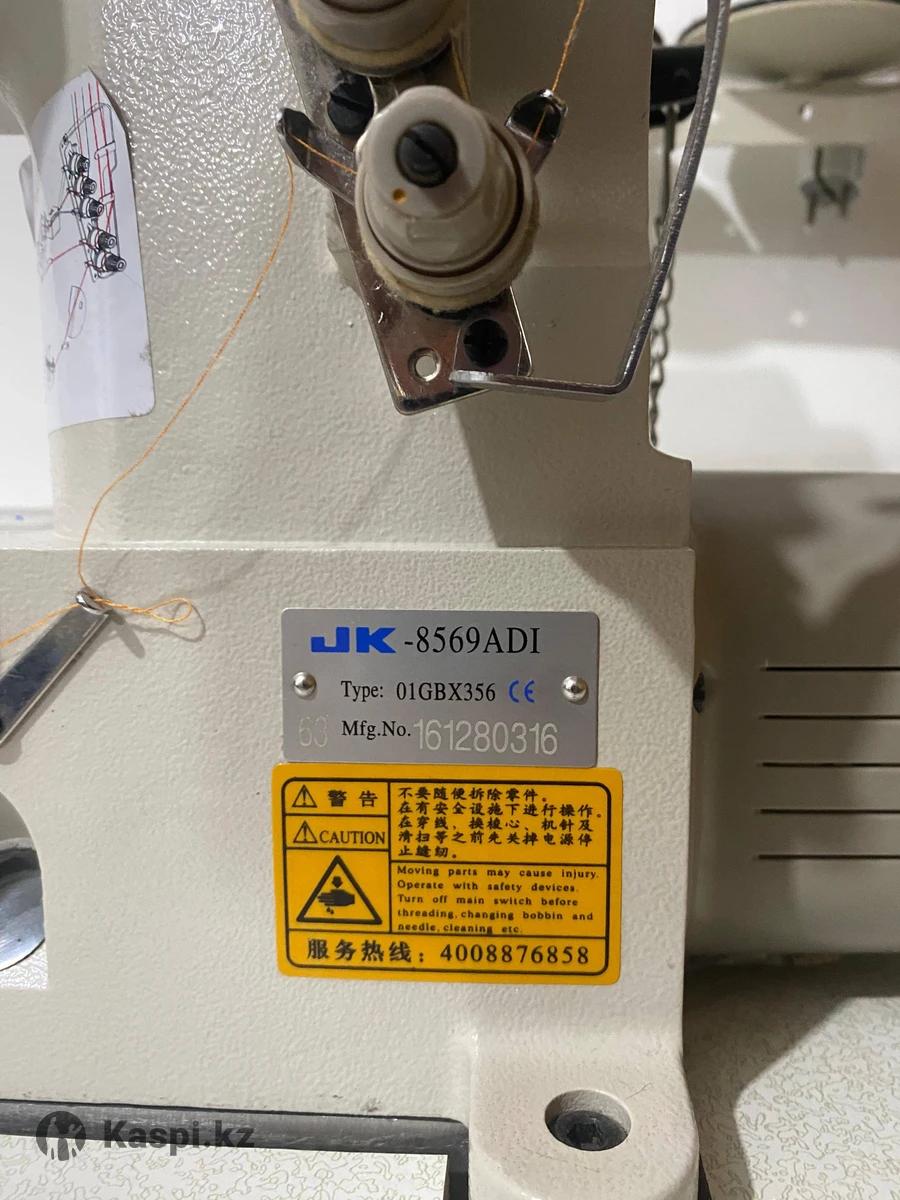 JK-8569ADI
Type: 01GBX356 CE
63 Mfg.No. 161280316
警告
CAUTION
不要随便拆除零件。
在有安全设施下进行操作。
在穿线、换梭心、机针及
清扫等之前先关掉电源停
止缝纫。
Moving parts may cause injury.
Operate with safety devices.
Turn off main switch before
threading, changing bobbin and
needle, cleaning etc.
服务热线：4008876858
Kaspi.kz